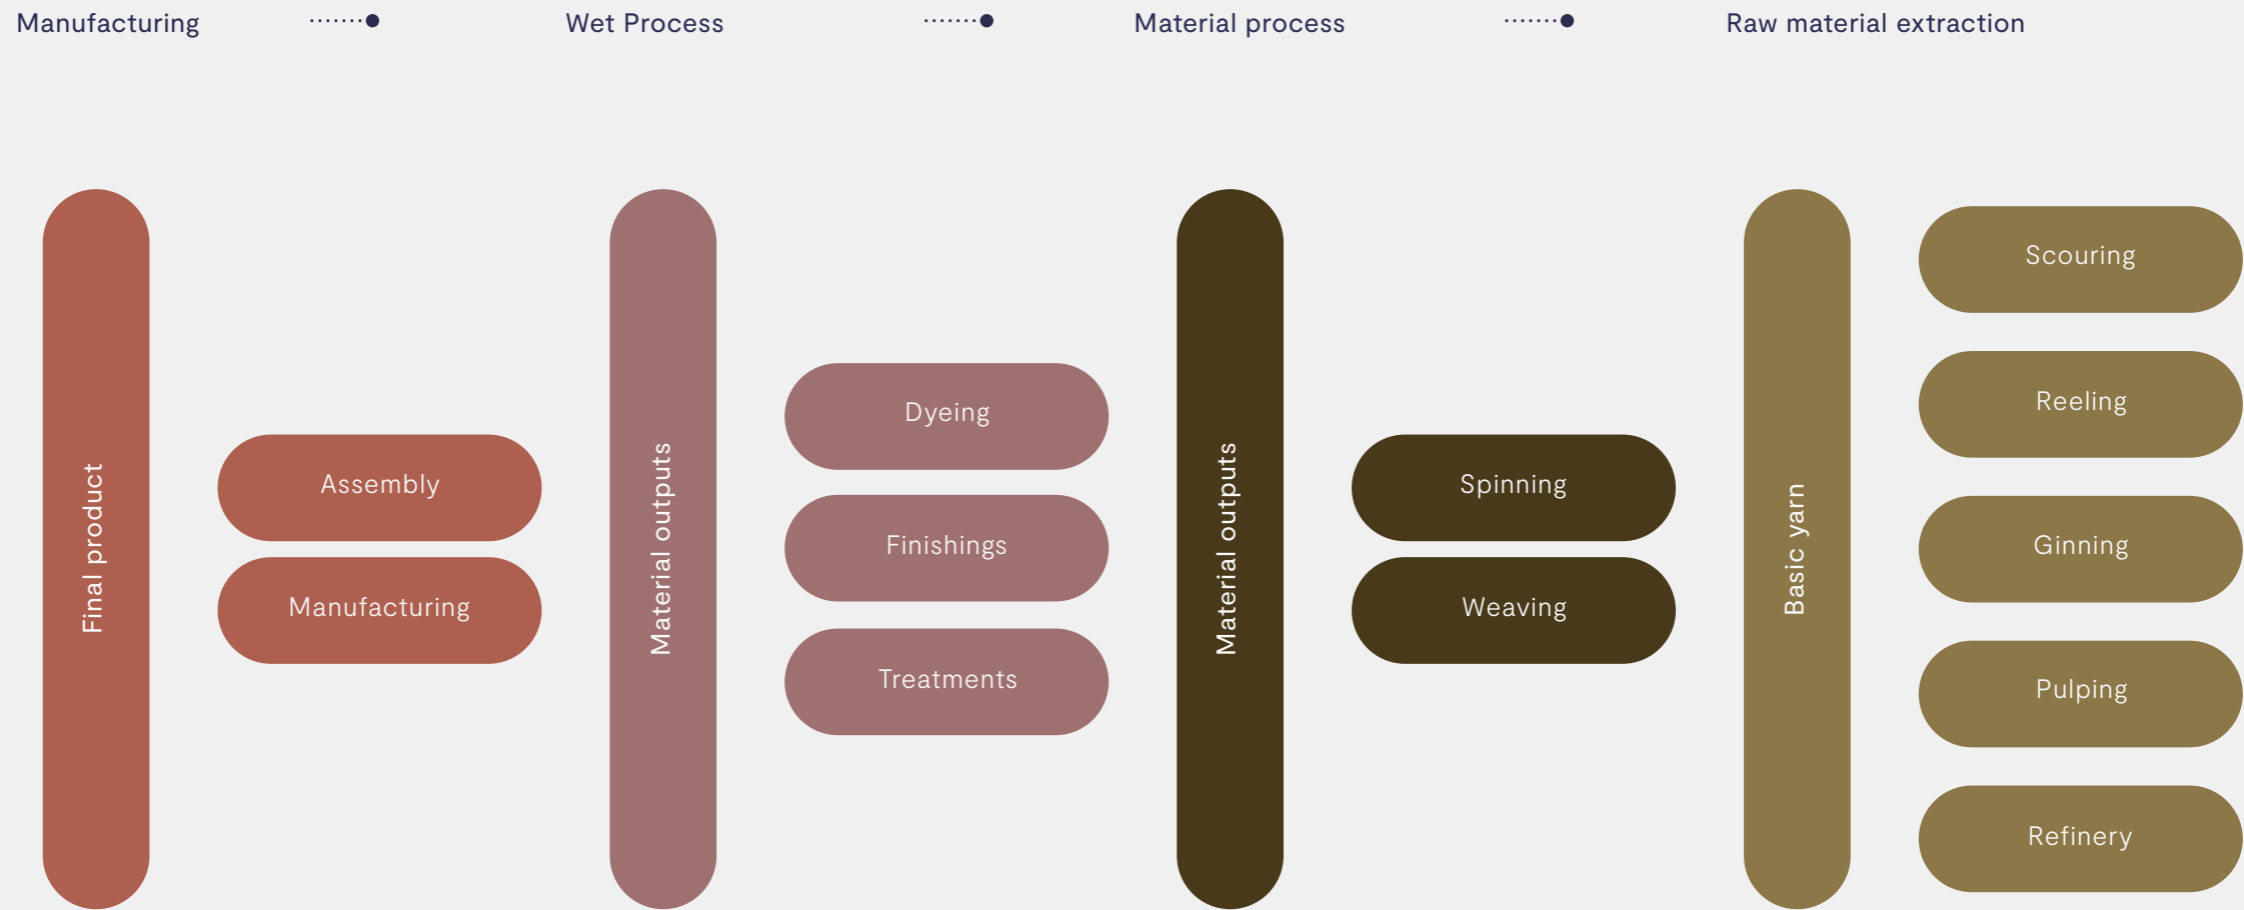 Manufacturing
Wet Process
Material process
Raw material extraction
Final product
Assembly
Manufacturing
Material outputs
Dyeing
Finishings
Treatments
Material outputs
Spinning
Weaving
Basic yarn
Scouring
Reeling
Ginning
Pulping
Refinery